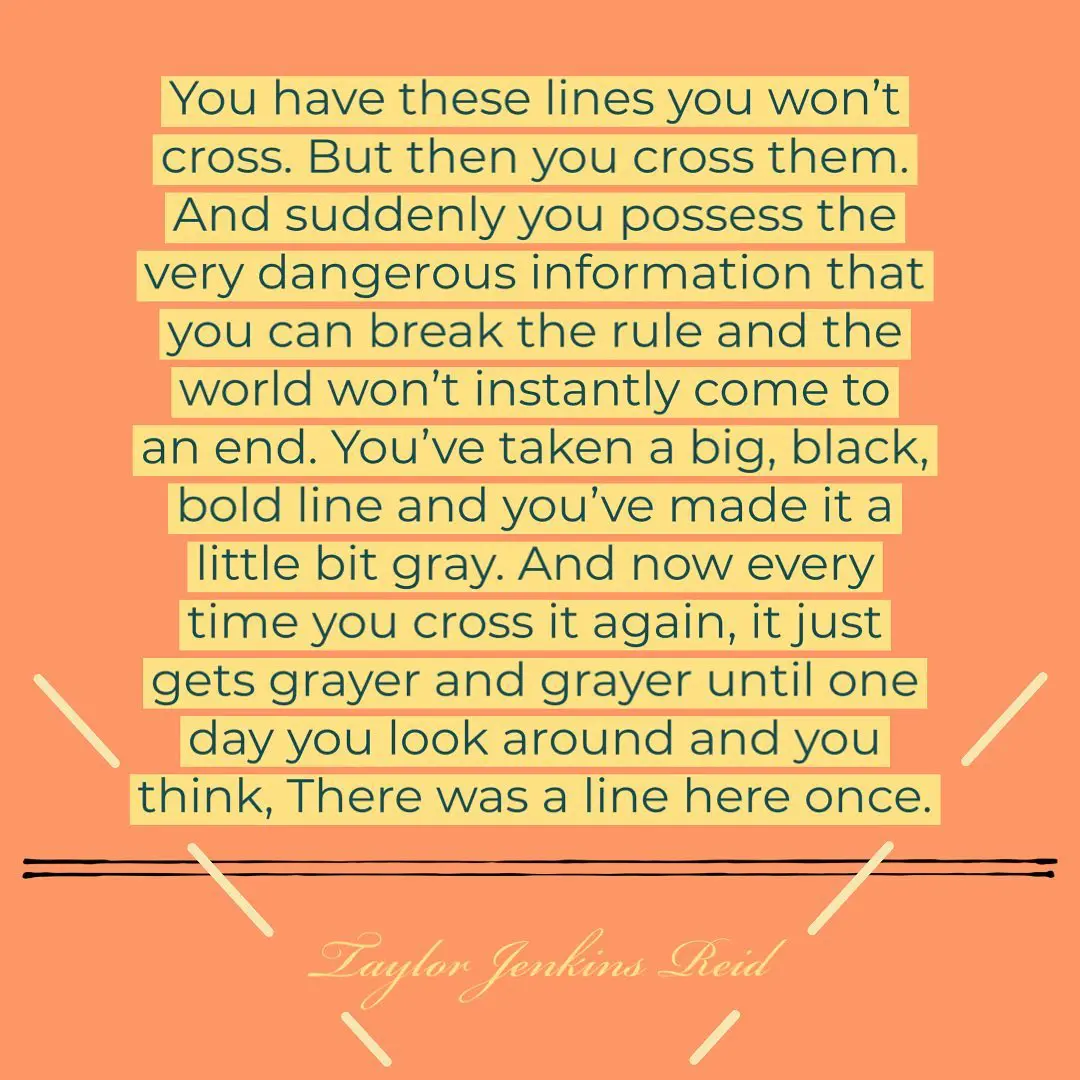 You have these lines you won’t
cross. But then you cross them.
And suddenly you possess the
very dangerous information that
you can break the rule and the
world won’t instantly come to
an end. You’ve taken a big, black,
bold line and you’ve made it a
little bit gray. And now every
time you cross it again, it just
gets grayer and grayer until one
day you look around and you
think, There was a line here once.
Taylor Jenkins Reid